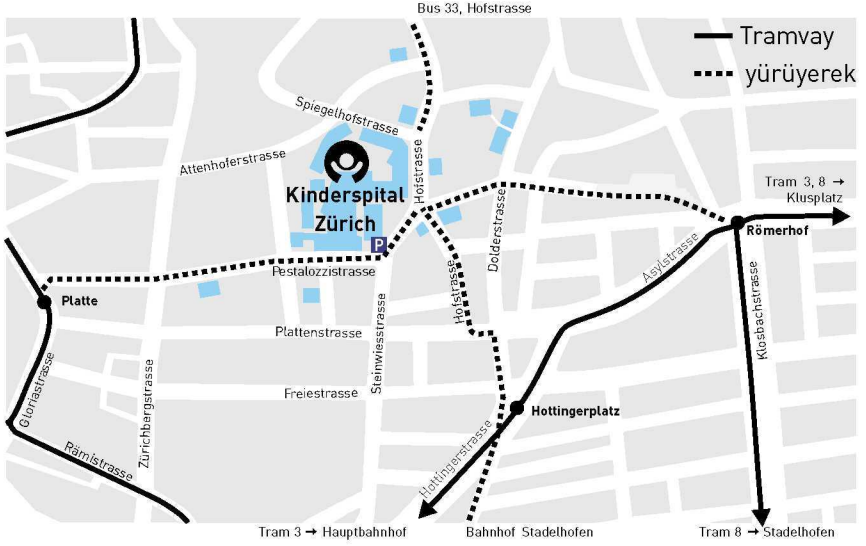 Bus 33, Hofstrasse
Tramvay
yürüyerek
Spiegelhofstrasse
Attenhoferstrasse
Hofstrasse
Kinderspital
Zürich
P
Dolderstrasse
Tram 3, 8 →
Klusplatz
Römerhof
Asylstrasse
Pestalozzistrasse
Hofstrasse
Platte
Plattenstrasse
Klosbachstrasse
Steinwiesstrasse
Gloriastrasse
Zürichbergstrasse
Freiestrasse
Hottingerplatz
Hottingerstrasse
Rämistrasse
Tram 3 → Hauptbahnhof
Bahnhof Stadelhofen
Tram 8 → Stadelhofen